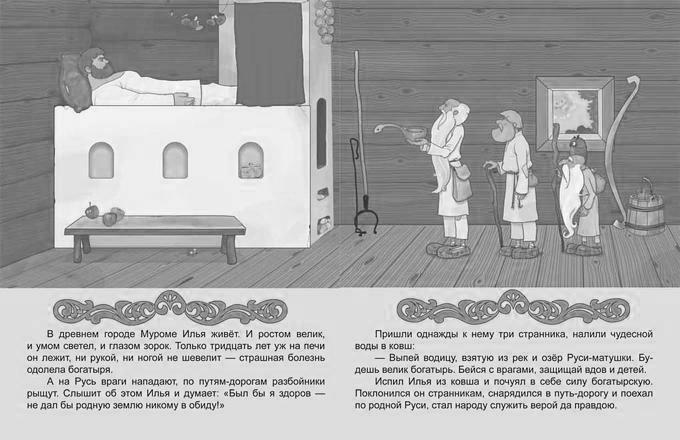 В древнем городе Муроме Илья живёт. И ростом велик,
и умом светел, и глазом зорок. Только тридцать лет уж на печи
он лежит, ни рукой, ни ногой не шевелит — страшная болезнь
одолела богатыря.
А на Русь враги нападают, по путям-дорогам разбойники
рыщут. Слышит об этом Илья и думает: «Был бы я здоров —
не дал бы родную землю никому в обиду!»
Пришли однажды к нему три странника, налили чудесной
воды в ковш:
— Выпей водицу, взятую из рек и озёр Руси-матушки. Бу-
дешь велик богатырь. Бейся с врагами, защищай вдов и детей.
Испил Илья из ковша и почуял в себе силу богатырскую.
Поклонился он странникам, снарядился в путь-дорогу и поехал
по родной Руси, стал народу служить верой да правдою.